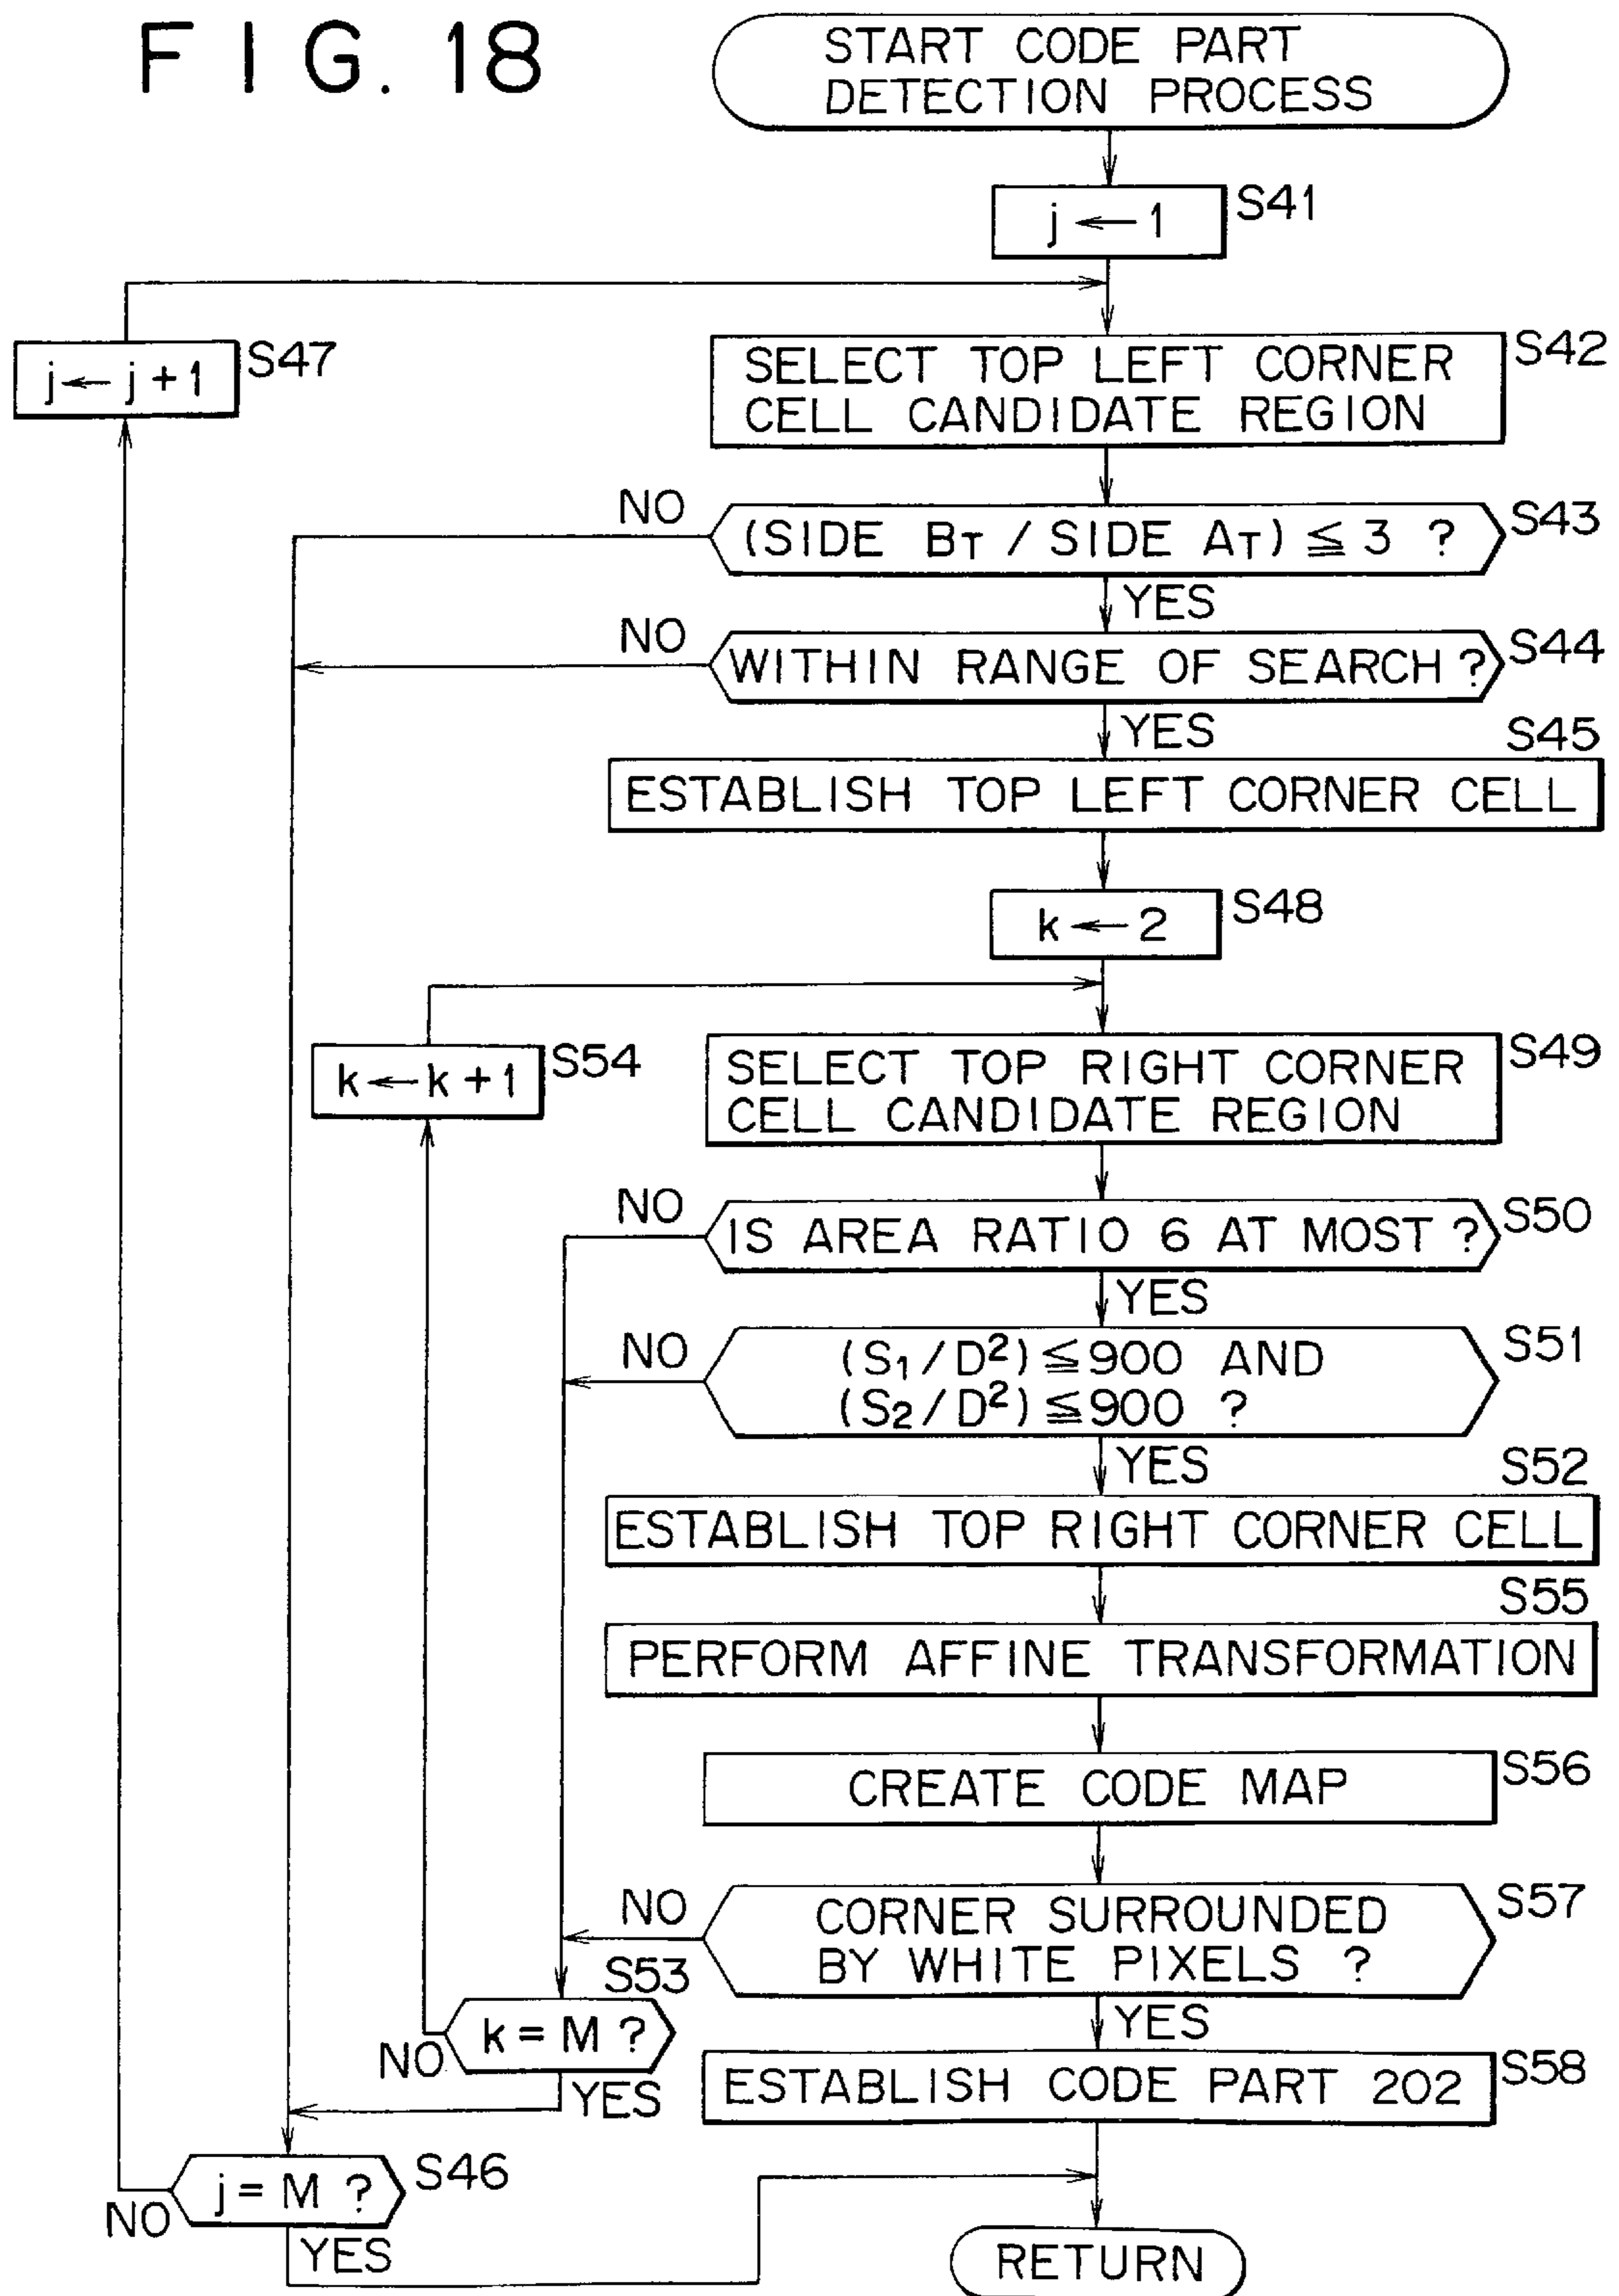 FIG. 18
START CODE PART
DETECTION PROCESS
j ← 1
S41
j ← j + 1
S47
SELECT TOP LEFT CORNER
CELL CANDIDATE REGION
S42
NO
(SIDE BT / SIDE AT) ≦ 3 ?
S43
YES
NO
WITHIN RANGE OF SEARCH ?
S44
YES
S45
ESTABLISH TOP LEFT CORNER CELL
k ← 2
S48
k ← k + 1
S54
SELECT TOP RIGHT CORNER
CELL CANDIDATE REGION
S49
NO
IS AREA RATIO 6 AT MOST ?
S50
YES
NO
(S1 / D²) ≦ 900 AND
(S2 / D²) ≦ 900 ?
S51
YES
S52
ESTABLISH TOP RIGHT CORNER CELL
S55
PERFORM AFFINE TRANSFORMATION
CREATE CODE MAP
S56
NO
CORNER SURROUNDED
BY WHITE PIXELS ?
S57
S53
k = M ?
NO
YES
YES
ESTABLISH CODE PART 202
S58
j = M ?
S46
NO
YES
RETURN